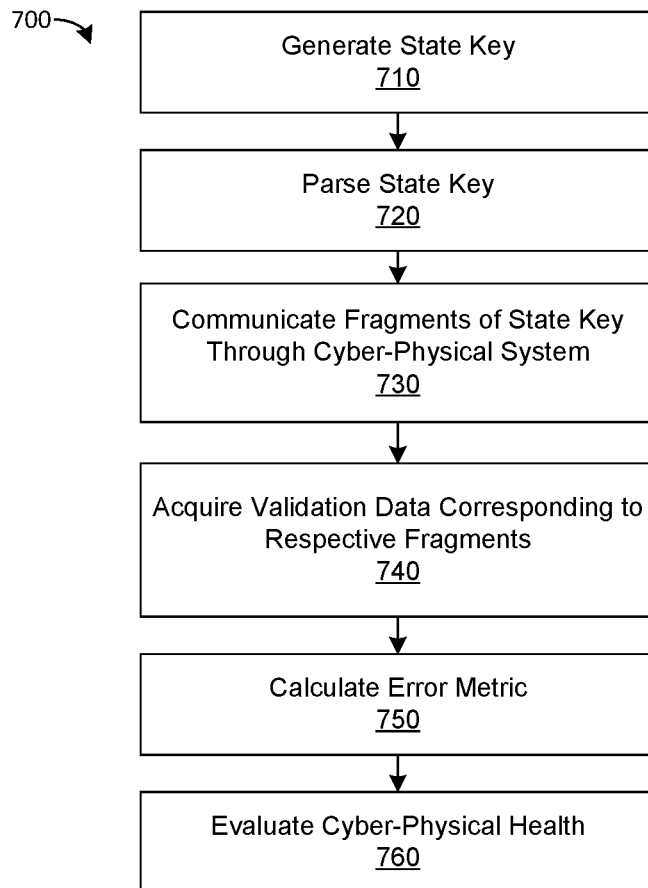 700
Generate State Key
710
Parse State Key
720
Communicate Fragments of State Key
Through Cyber-Physical System
730
Acquire Validation Data Corresponding to
Respective Fragments
740
Calculate Error Metric
750
Evaluate Cyber-Physical Health
760